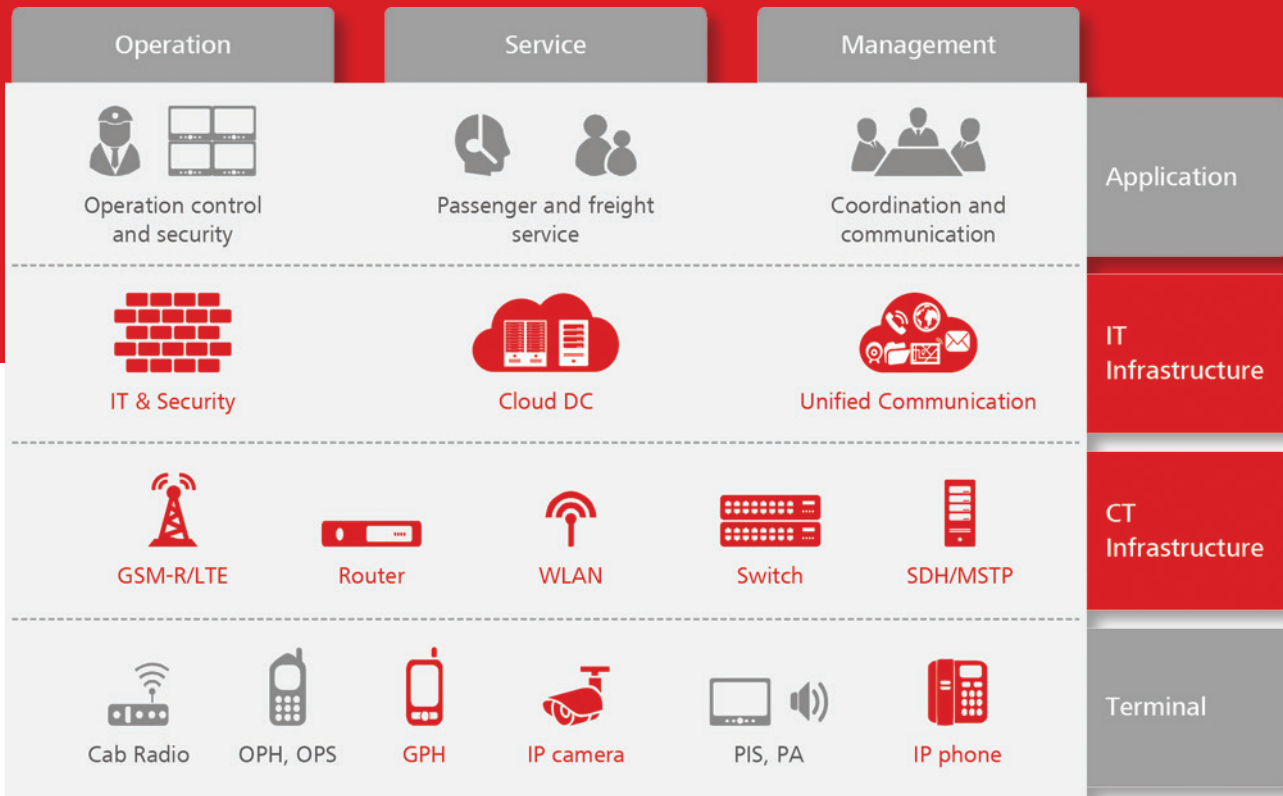 Operation
Service
Management
Operation control
and security
Passenger and freight
service
Coordination and
communication
Application
IT & Security
Cloud DC
Unified Communication
IT
Infrastructure
GSM-R/LTE
Router
WLAN
Switch
SDH/MSTP
CT
Infrastructure
Cab Radio
OPH, OPS
GPH
IP camera
PIS, PA
IP phone
Terminal